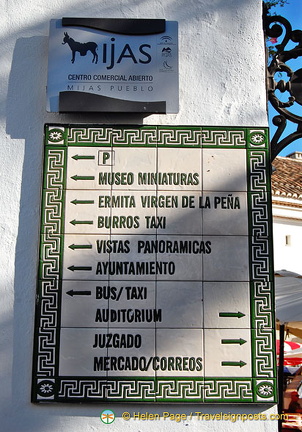 MIJAS
CENTRO COMERCIAL ABIERTO
MIJAS PUEBLO
P
MUSEO MINIATURAS
ERMITA VIRGEN DE LA PEÑA
BURROS TAXI
VISTAS PANORAMICAS
AYUNTAMIENTO
BUS/TAXI
AUDITORIUM
JUZGADO
MERCADO/CORREOS
© Helen Page / Travelsignposts.com